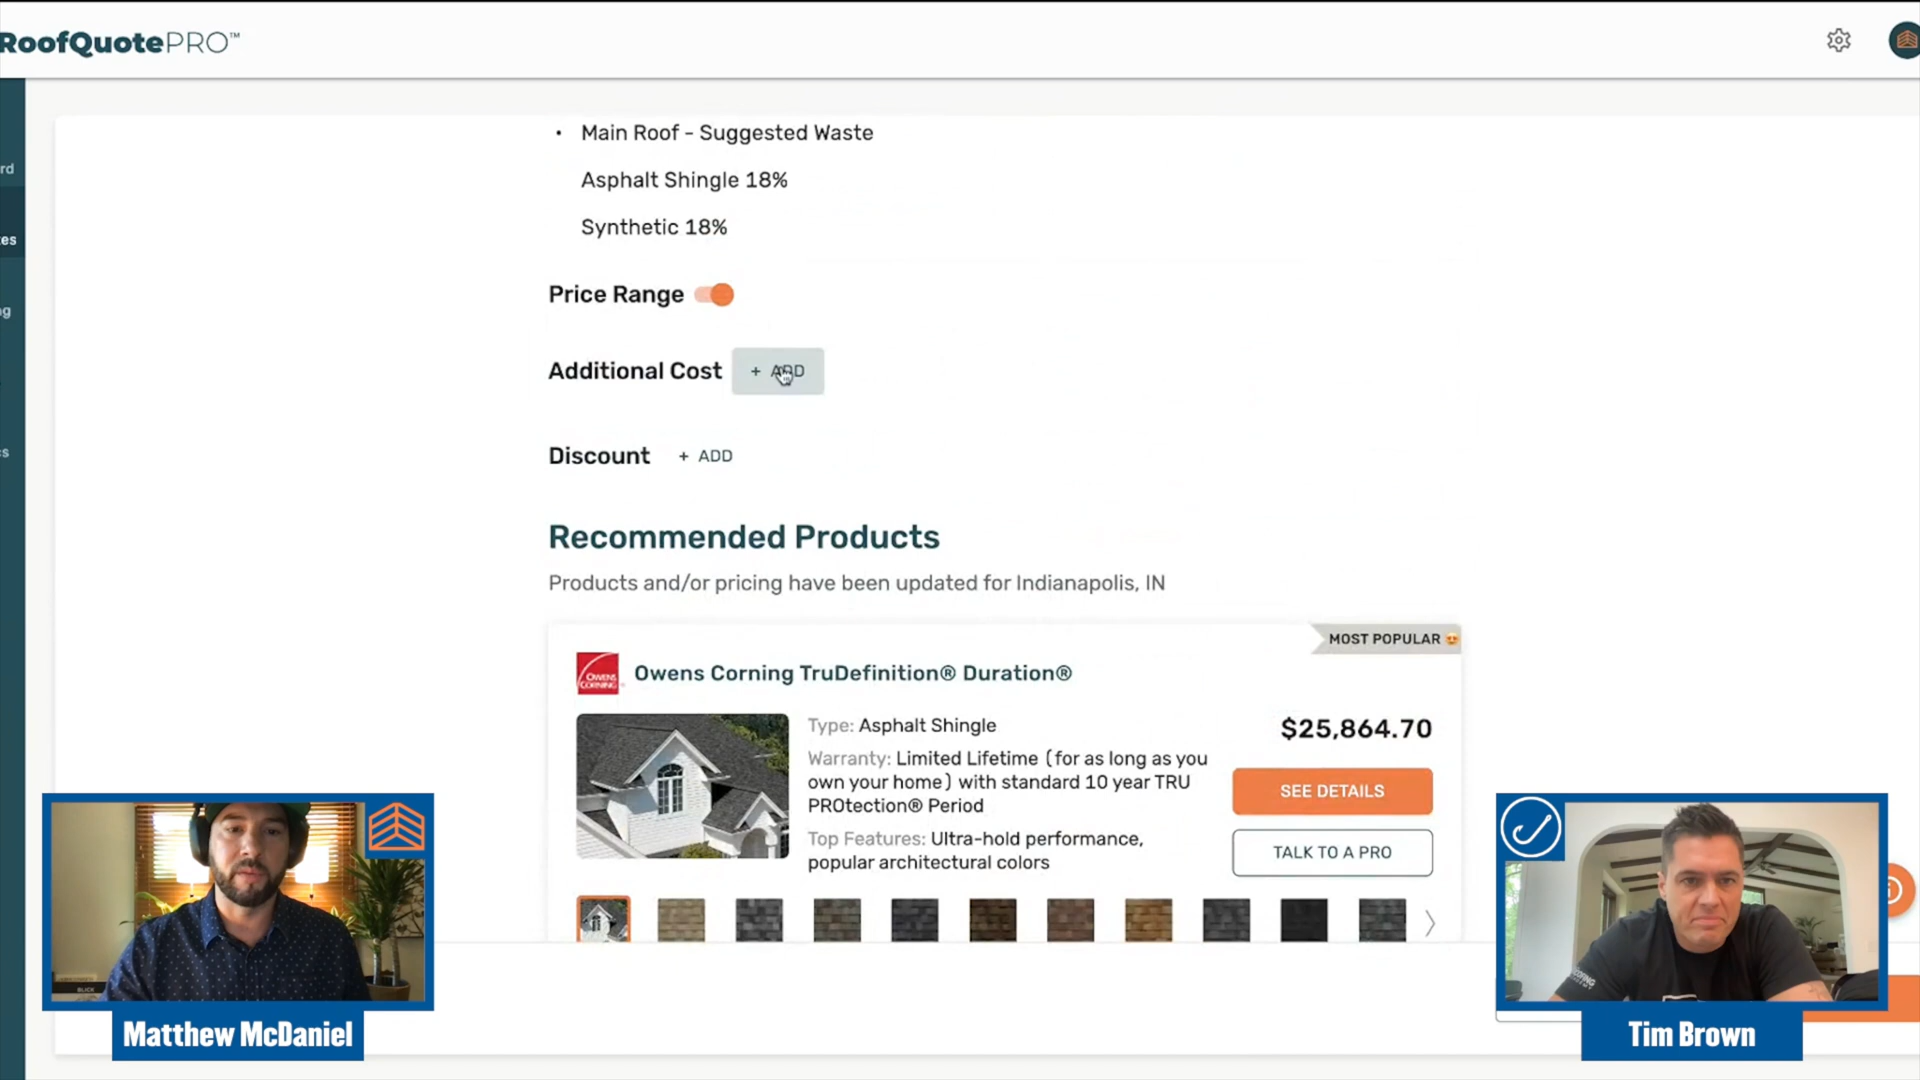 RoofQuotePRO™
rd
es
g
s
• Main Roof - Suggested Waste
Asphalt Shingle 18%
Synthetic 18%
Price Range
Additional Cost + ADD
Discount + ADD
Recommended Products
Products and/or pricing have been updated for Indianapolis, IN
MOST POPULAR
OWENS CORNING
Owens Corning TruDefinition® Duration®
Type: Asphalt Shingle
$25,864.70
Warranty: Limited Lifetime (for as long as you
own your home) with standard 10 year TRU
PROtection® Period
SEE DETAILS
Top Features: Ultra-hold performance,
popular architectural colors
TALK TO A PRO
BLICK
Matthew McDaniel
Tim Brown